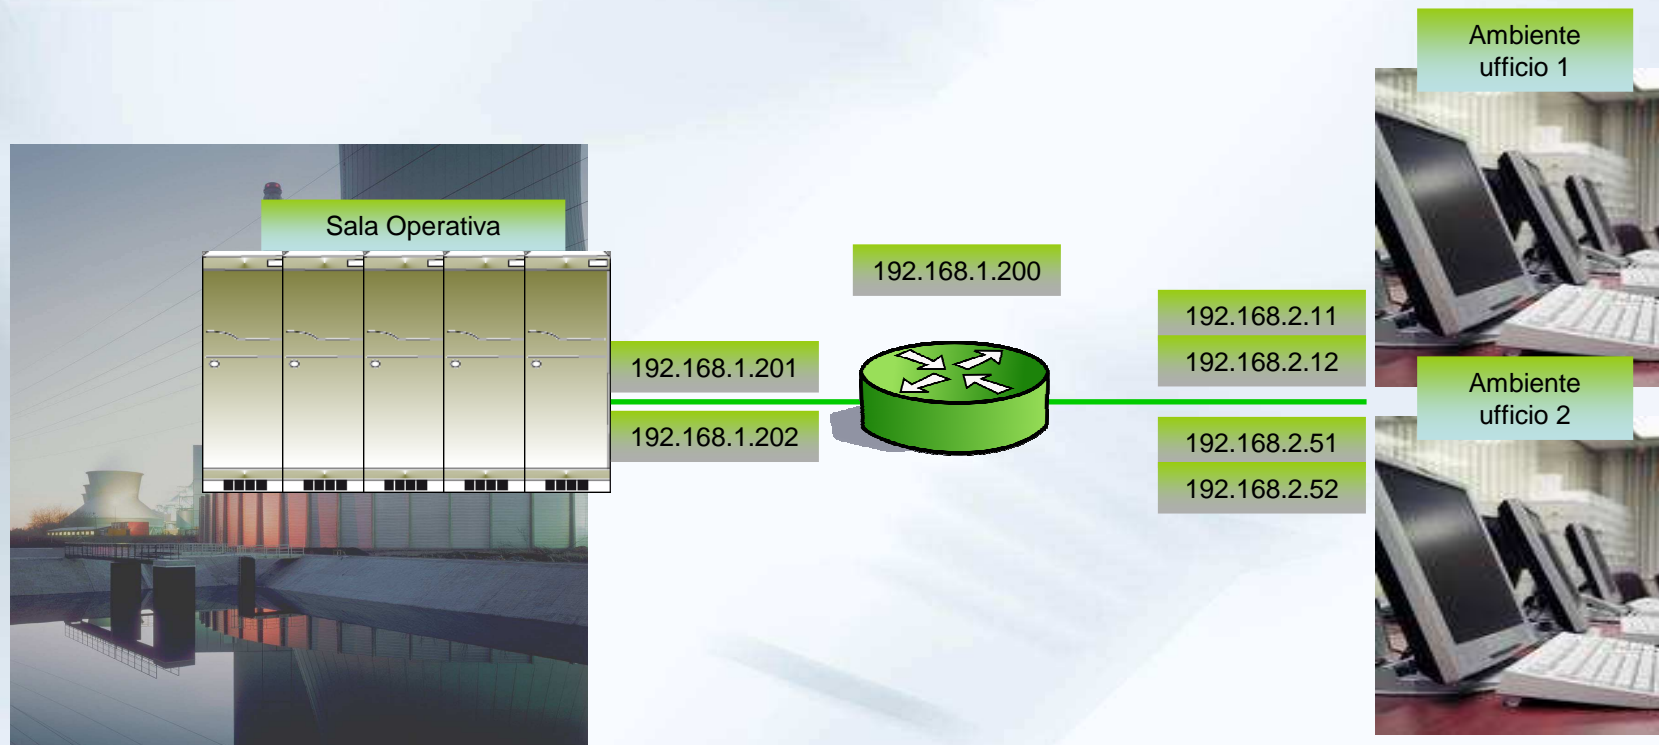 Ambiente
ufficio 1
Sala Operativa
192.168.1.200
192.168.2.11
192.168.1.201
192.168.2.12
Ambiente
ufficio 2
192.168.1.202
192.168.2.51
192.168.2.52